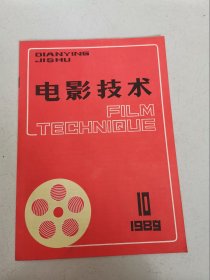 DIANYING
JISHU
电影技术
FILM
TECHNIQUE
10
1989